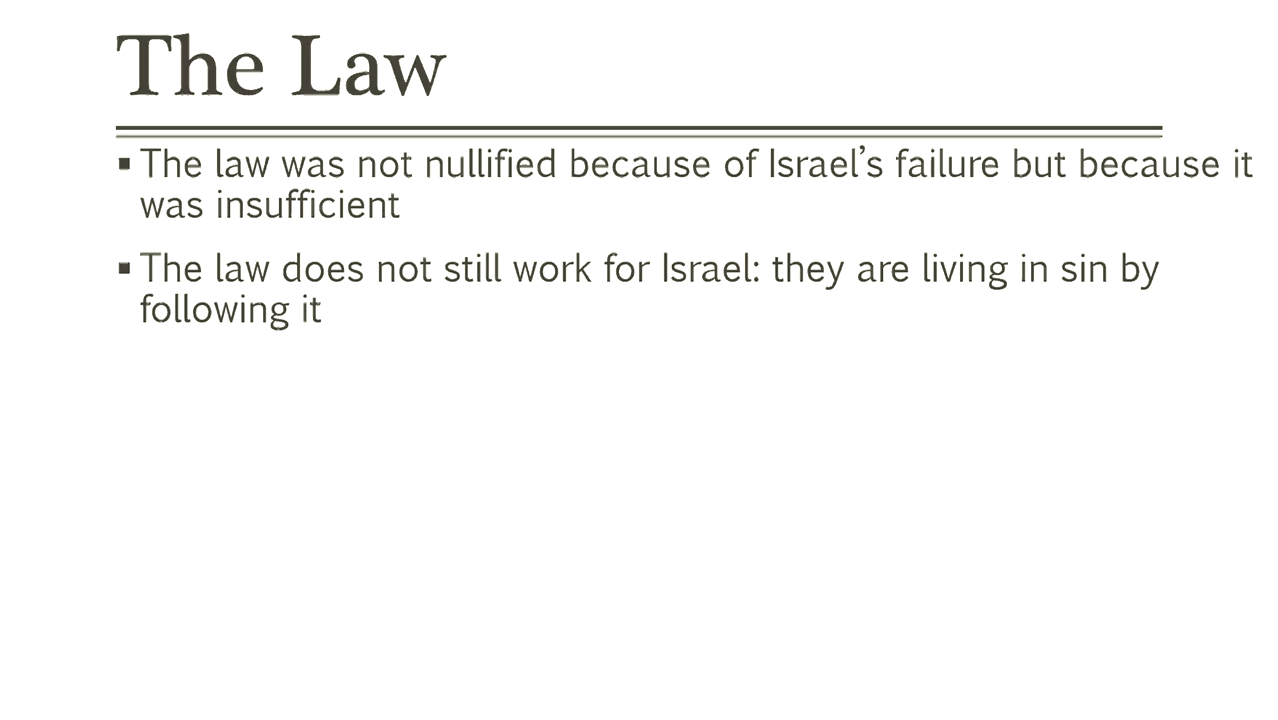 The Law
▪ The law was not nullified because of Israel’s failure but because it
was insufficient
▪ The law does not still work for Israel: they are living in sin by
following it